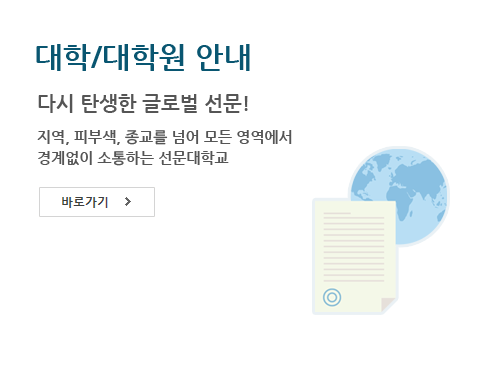 대학/대학원 안내
다시 탄생한 글로벌 선문!
지역, 피부색, 종교를 넘어 모든 영역에서
경계없이 소통하는 선문대학교
바로가기 >